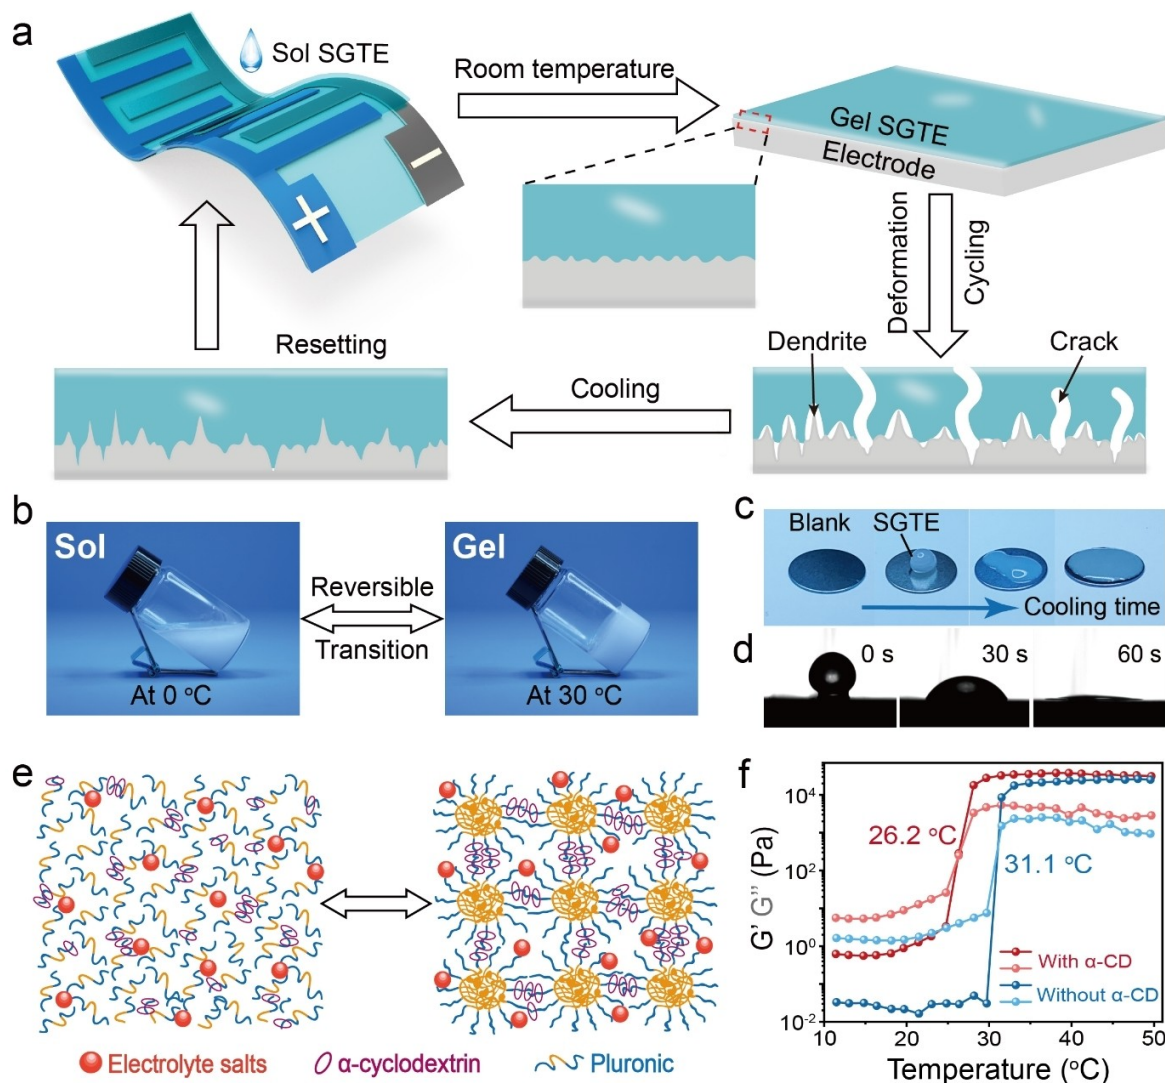 a
Sol SGTE
Room temperature
Gel SGTE
Electrode
+
−
Deformation
Cycling
Resetting
Cooling
Dendrite
Crack
b
Sol
At 0 °C
Reversible
Transition
Gel
At 30 °C
c
Blank
SGTE
Cooling time
d
0 s
30 s
60 s
e
Electrolyte salts
α-cyclodextrin
Pluronic
f
G' G'' (Pa)
10⁴
10²
10⁰
10⁻²
26.2 °C
31.1 °C
With α-CD
Without α-CD
10 20 30 40 50
Temperature (°C)